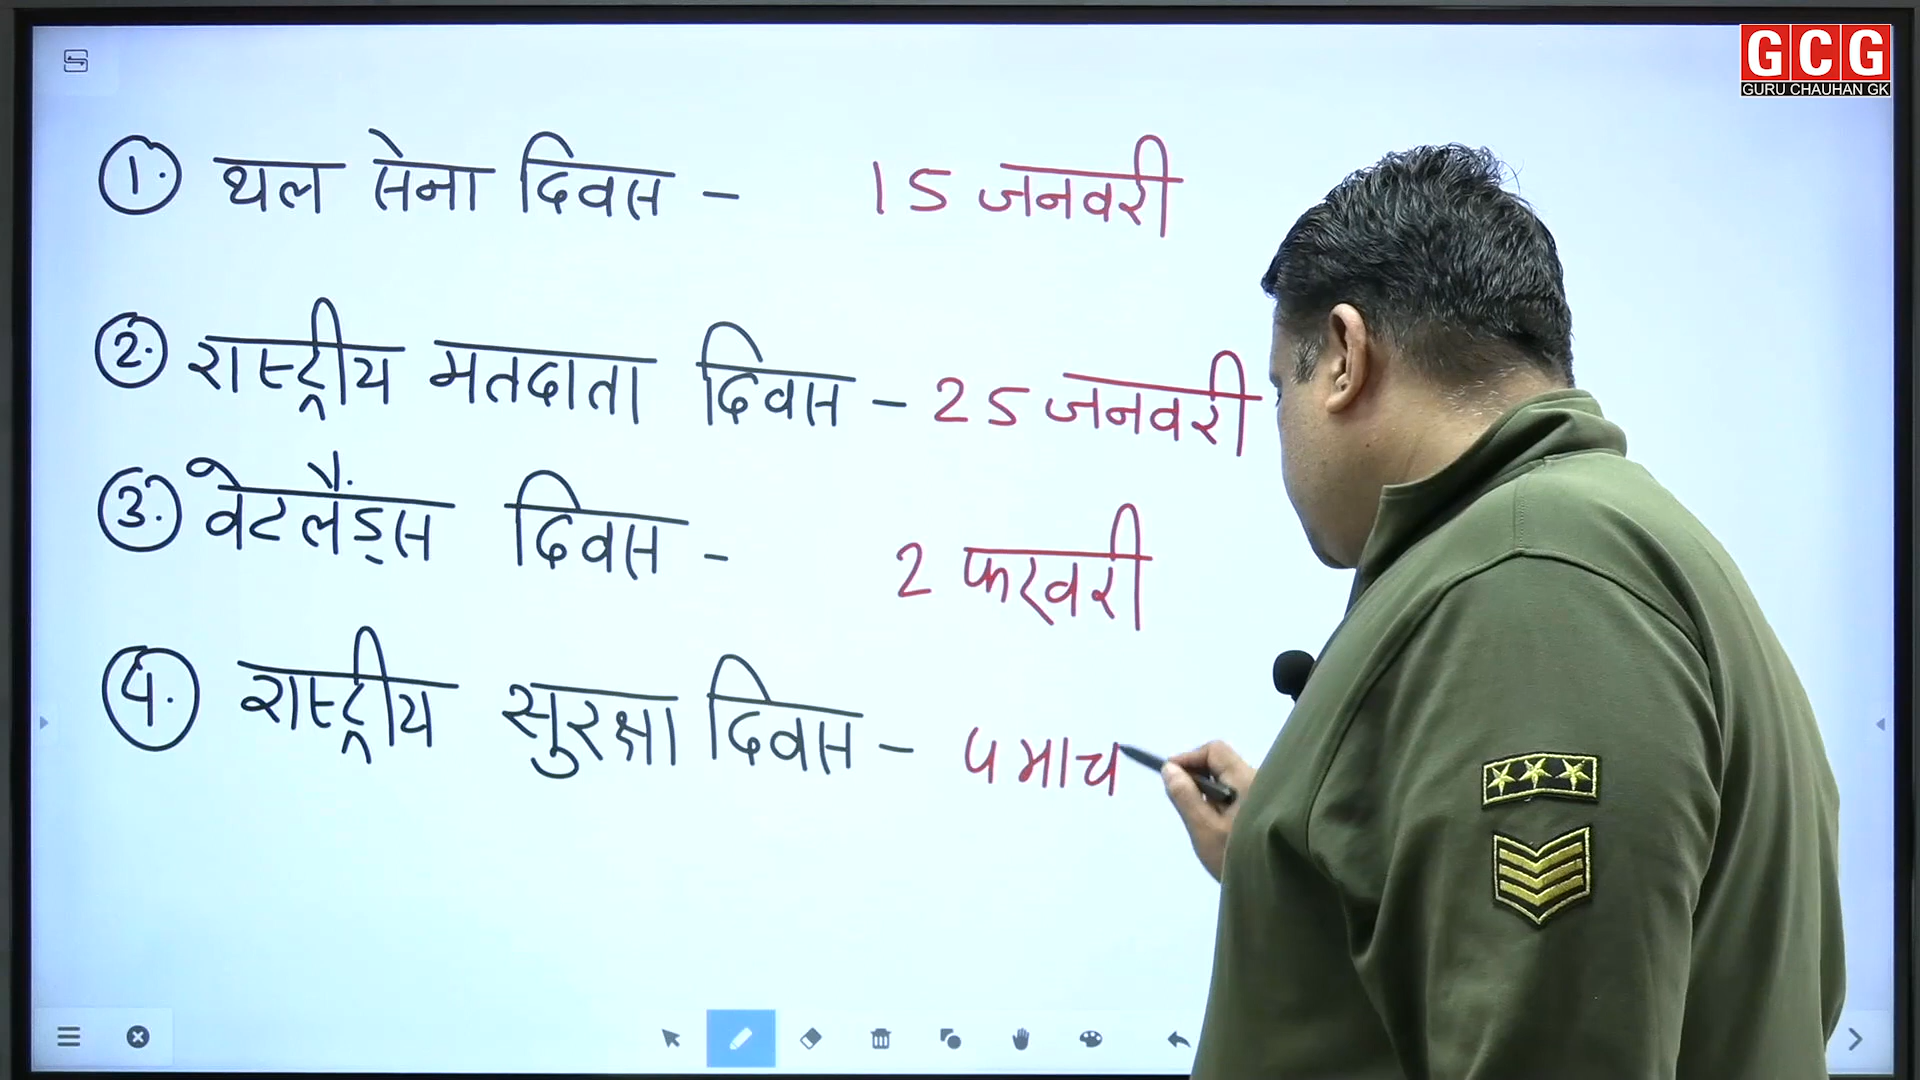 GCG
GURU CHAUHAN GK
1. थल सेना दिवस - 15 जनवरी
2. राष्ट्रीय मतदाता दिवस - 25 जनवरी
3. वेटलैंड्स दिवस - 2 फरवरी
4. राष्ट्रीय सुरक्षा दिवस - 4 माच